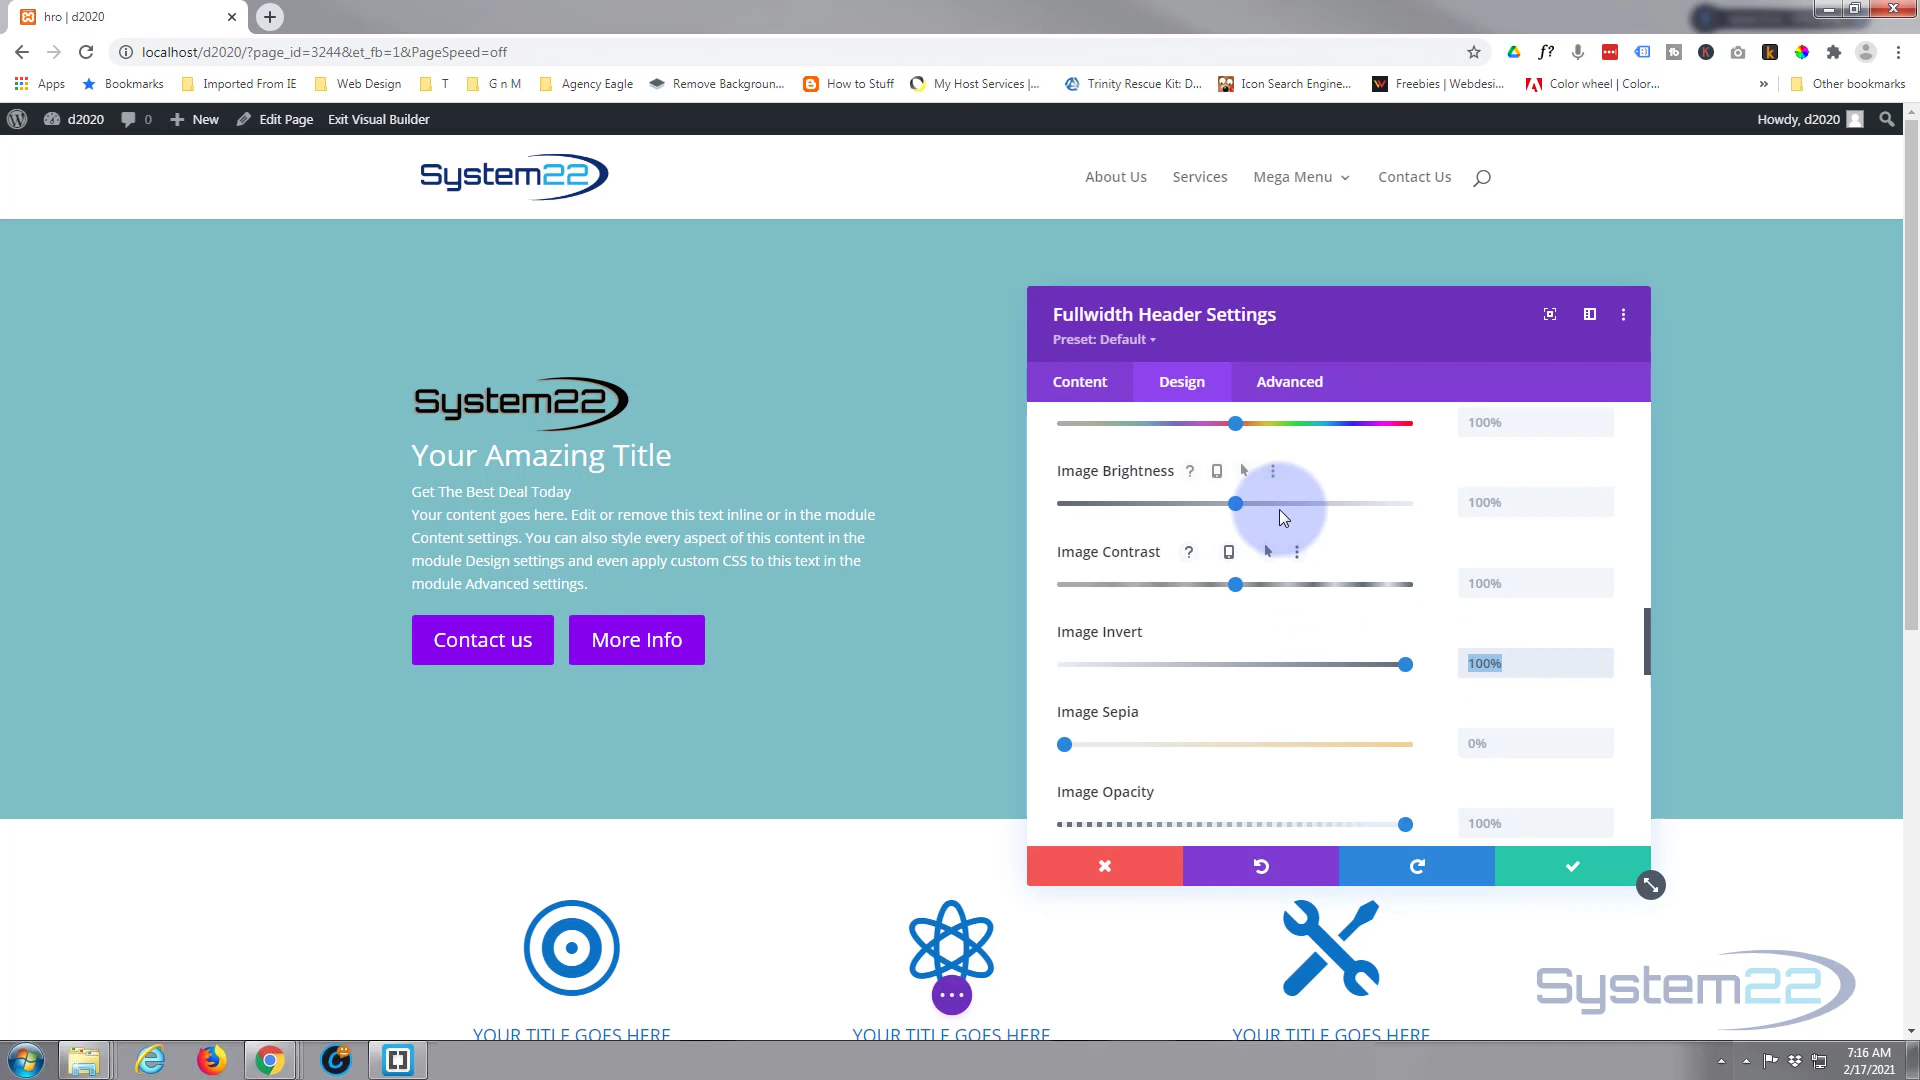 hro | d2020
localhost/d2020/?page_id=3244&et_fb=1&PageSpeed=off
Apps
Bookmarks
Imported From IE
Web Design
T
G n M
Agency Eagle
Remove Backgroun...
How to Stuff
My Host Services |...
Trinity Rescue Kit: D...
Icon Search Engine...
Freebies | Webdesi...
Color wheel | Color...
»
Other bookmarks
d2020
0
New
Edit Page
Exit Visual Builder
Howdy, d2020
System22
About Us
Services
Mega Menu
Contact Us
System22
Your Amazing Title
Get The Best Deal Today
Your content goes here. Edit or remove this text inline or in the module
Content settings. You can also style every aspect of this content in the
module Design settings and even apply custom CSS to this text in the
module Advanced settings.
Contact us
More Info
Fullwidth Header Settings
Preset: Default
Content
Design
Advanced
100%
Image Brightness
?
100%
Image Contrast
?
100%
Image Invert
100%
Image Sepia
0%
Image Opacity
100%
YOUR TITLE GOES HERE
YOUR TITLE GOES HERE
YOUR TITLE GOES HERE
System22
7:16 AM
2/17/2021